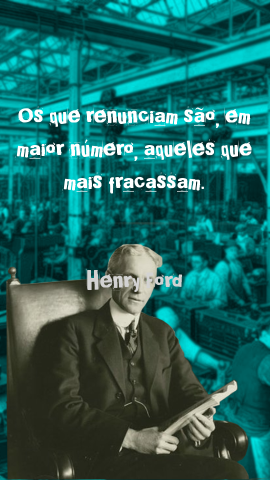 Os que renunciam são, em
maior número, aqueles que
mais fracassam.
Henry Ford